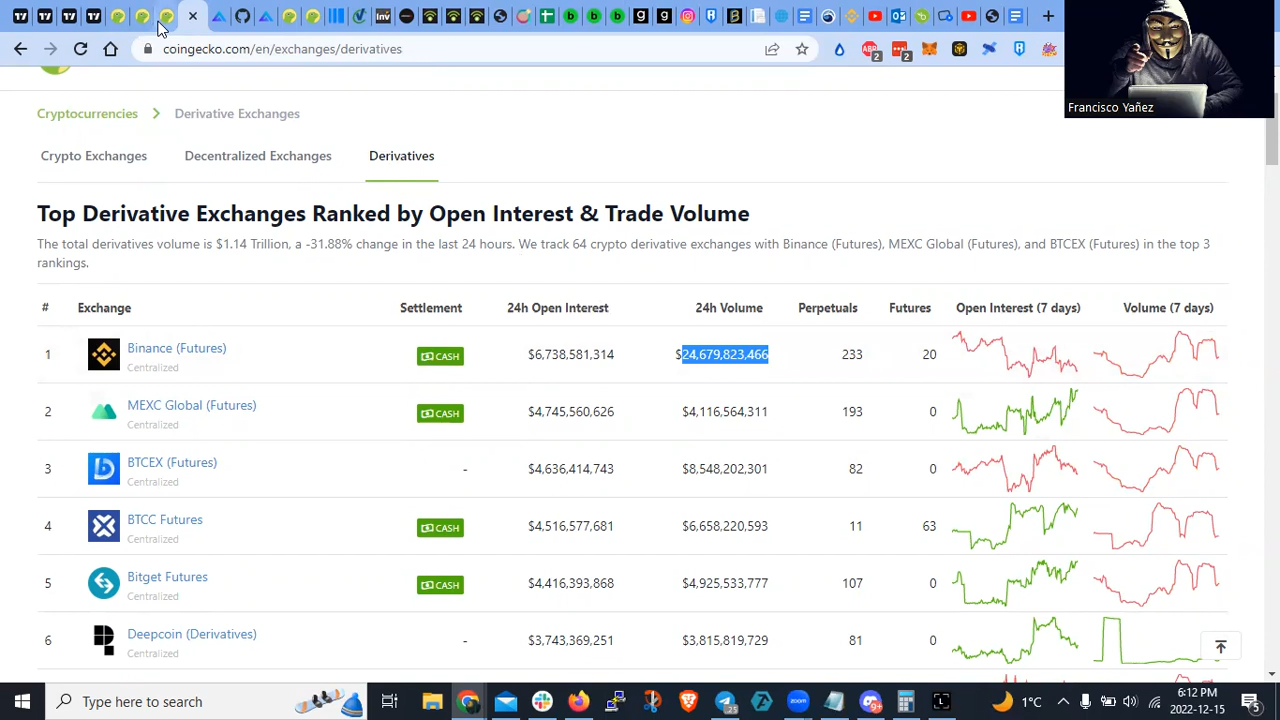 coingecko.com/en/exchanges/derivatives
ABP
2
2
Francisco Yañez
Cryptocurrencies > Derivative Exchanges
Crypto Exchanges Decentralized Exchanges Derivatives
Top Derivative Exchanges Ranked by Open Interest & Trade Volume
The total derivatives volume is $1.14 Trillion, a -31.88% change in the last 24 hours. We track 64 crypto derivative exchanges with Binance (Futures), MEXC Global (Futures), and BTCEX (Futures) in the top 3
rankings.
# Exchange Settlement 24h Open Interest 24h Volume Perpetuals Futures Open Interest (7 days) Volume (7 days)
1 Binance (Futures) CASH $6,738,581,314 $24,679,823,466 233 20
Centralized
2 MEXC Global (Futures) CASH $4,745,560,626 $4,116,564,311 193 0
Centralized
3 BTCEX (Futures) - $4,636,414,743 $8,548,202,301 82 0
Centralized
4 BTCC Futures CASH $4,516,577,681 $6,658,220,593 11 63
Centralized
5 Bitget Futures CASH $4,416,393,868 $4,925,533,777 107 0
Centralized
6 Deepcoin (Derivatives) - $3,743,369,251 $3,815,819,729 81 0
Centralized
Type here to search
25
zoom
9+
L
1°C
6:12 PM
2022-12-15
5